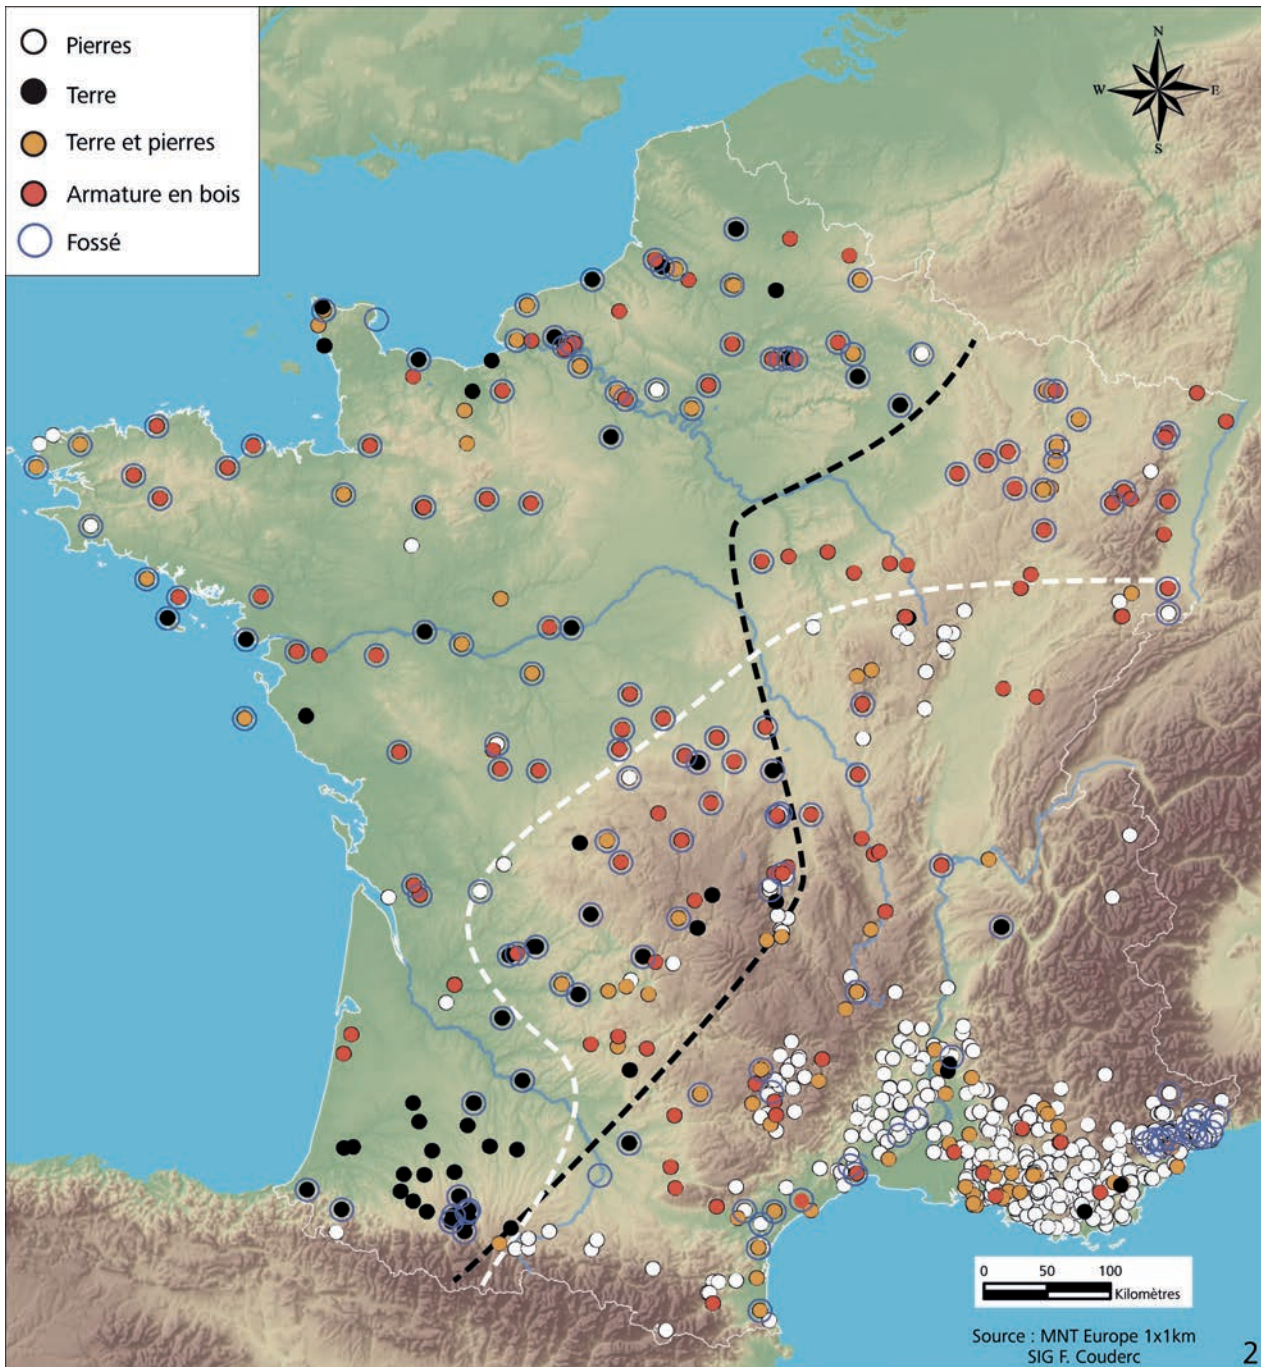 Pierres
Terre
Terre et pierres
Armature en bois
Fossé
N
W E
S
0 50 100
Kilomètres
Source : MNT Europe 1x1km
SIG F. Couderc
2